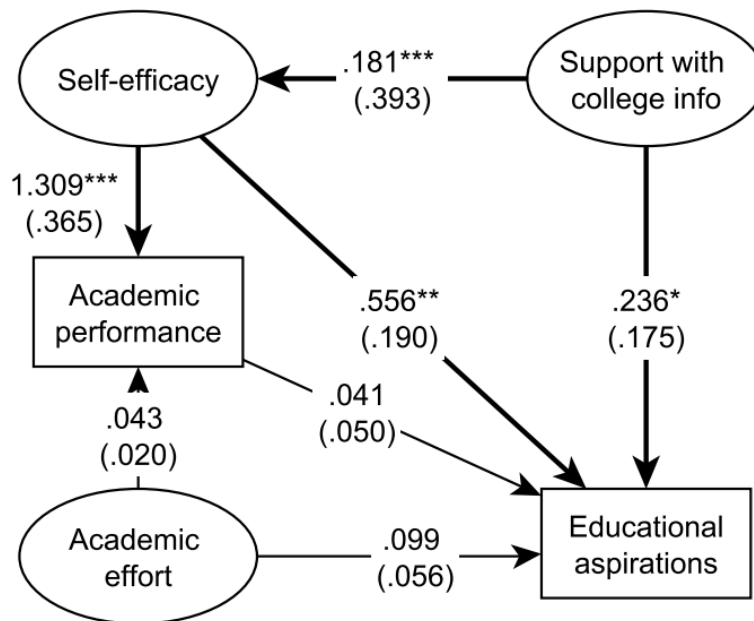 Self-efficacy
.181***
(.393)
Support with
college info
1.309***
(.365)
Academic
performance
.556**
(.190)
.236*
(.175)
.041
(.050)
.043
(.020)
Academic
effort
.099
(.056)
Educational
aspirations